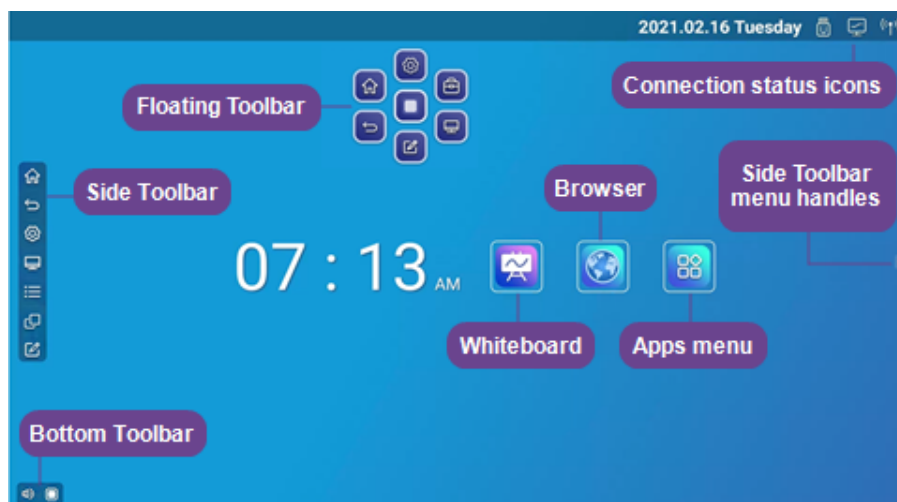 2021.02.16 Tuesday
Connection status icons
Floating Toolbar
Side Toolbar
menu handles
Side Toolbar
Browser
07 : 13 AM
Whiteboard
Apps menu
Bottom Toolbar